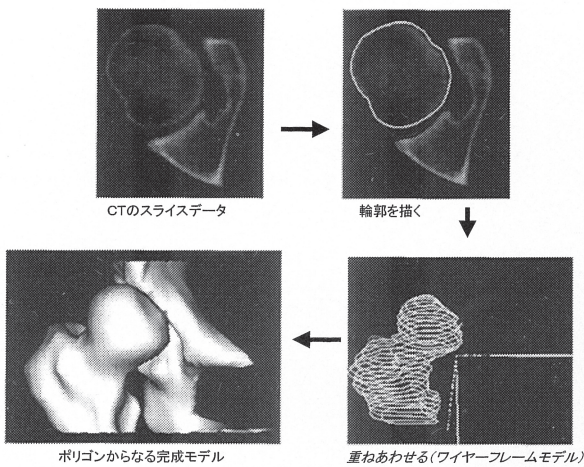 CTのスライスデータ
輪郭を描く
ポリゴンからなる完成モデル
重ねあわせる(ワイヤーフレームモデル)